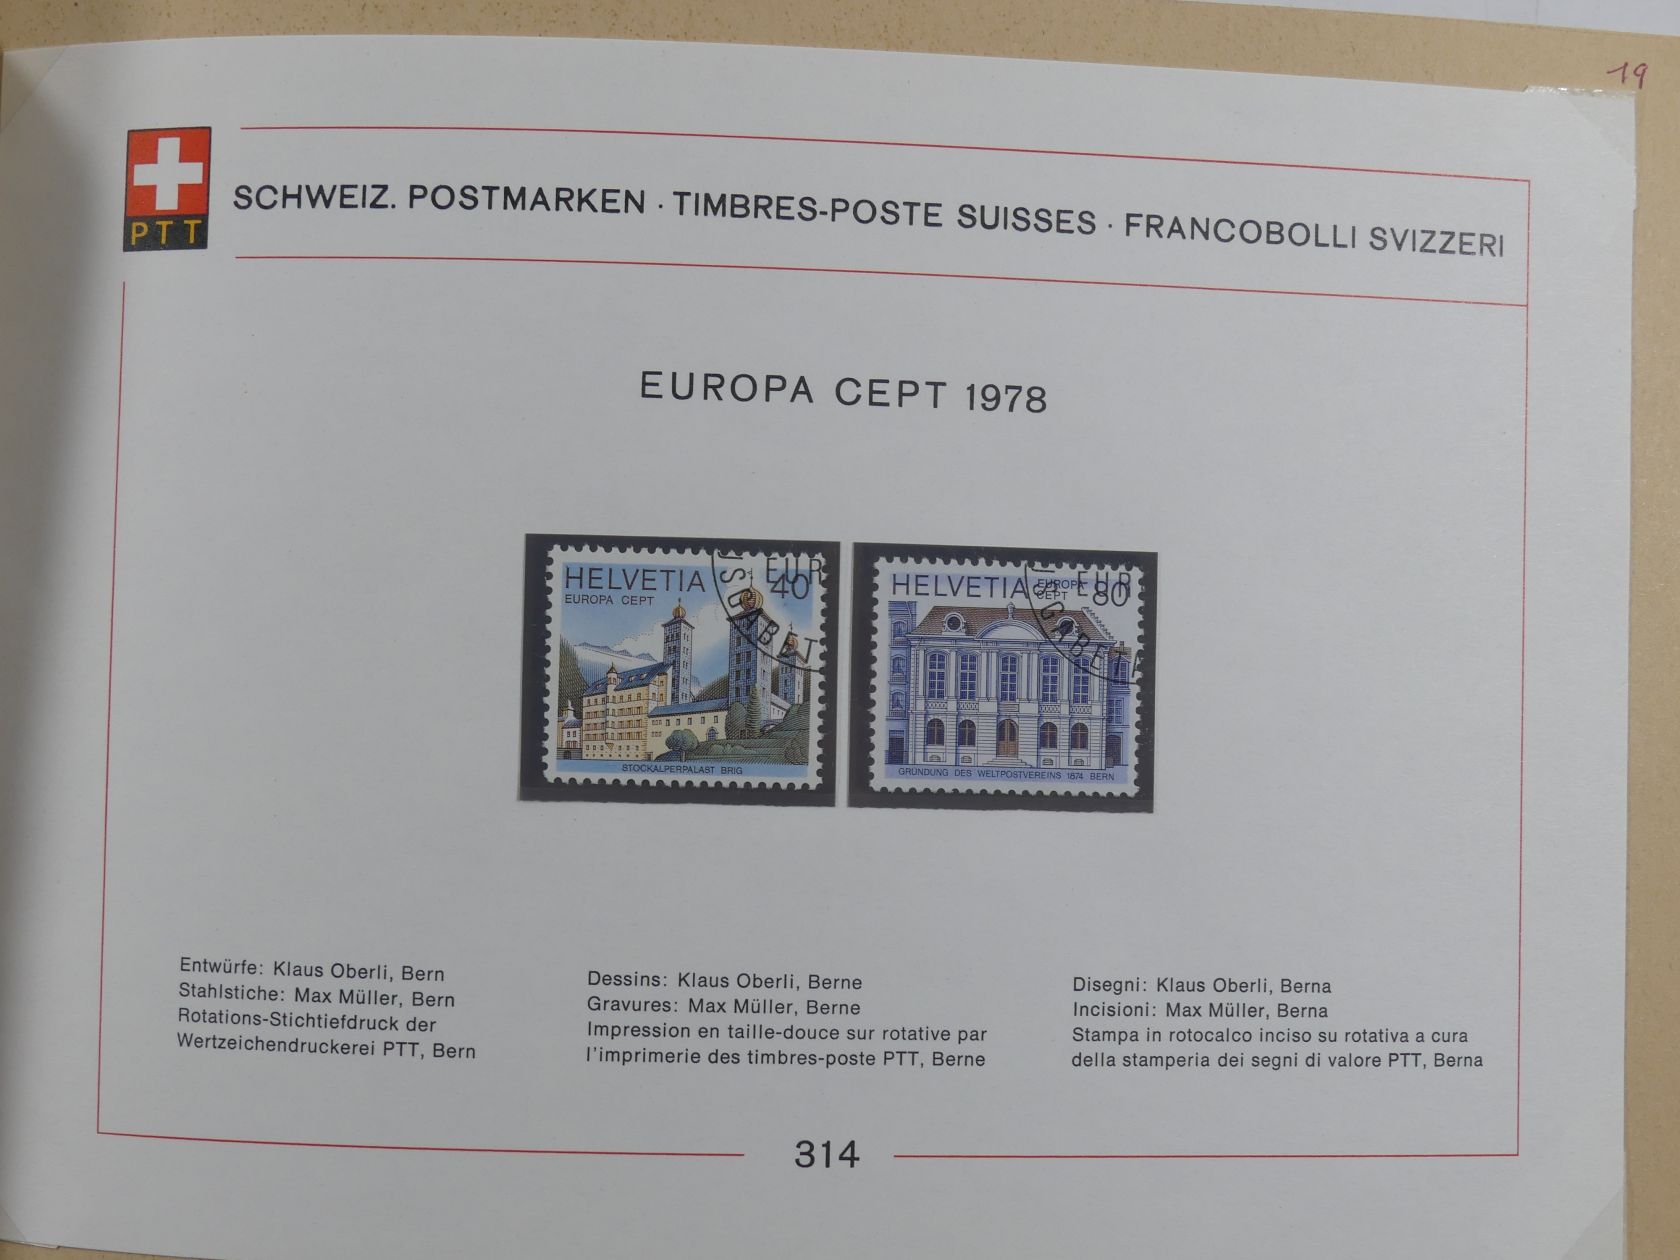 19
PTT
SCHWEIZ. POSTMARKEN · TIMBRES-POSTE SUISSES · FRANCOBOLLI SVIZZERI
EUROPA CEPT 1978
HELVETIA 40
EUROPA CEPT
EUR
SGABET
STOCKALPERPALAST BRIG
HELVETIA EUROPA CEPT 80
EUR
SGABET
GRÜNDUNG DES WELTPOSTVEREINS 1874 BERN
Entwürfe: Klaus Oberli, Bern
Stahlstiche: Max Müller, Bern
Rotations-Stichtiefdruck der
Wertzeichendruckerei PTT, Bern
Dessins: Klaus Oberli, Berne
Gravures: Max Müller, Berne
Impression en taille-douce sur rotative par
l'imprimerie des timbres-poste PTT, Berne
Disegni: Klaus Oberli, Berna
Incisioni: Max Müller, Berna
Stampa in rotocalco inciso su rotativa a cura
della stamperia dei segni di valore PTT, Berna
314